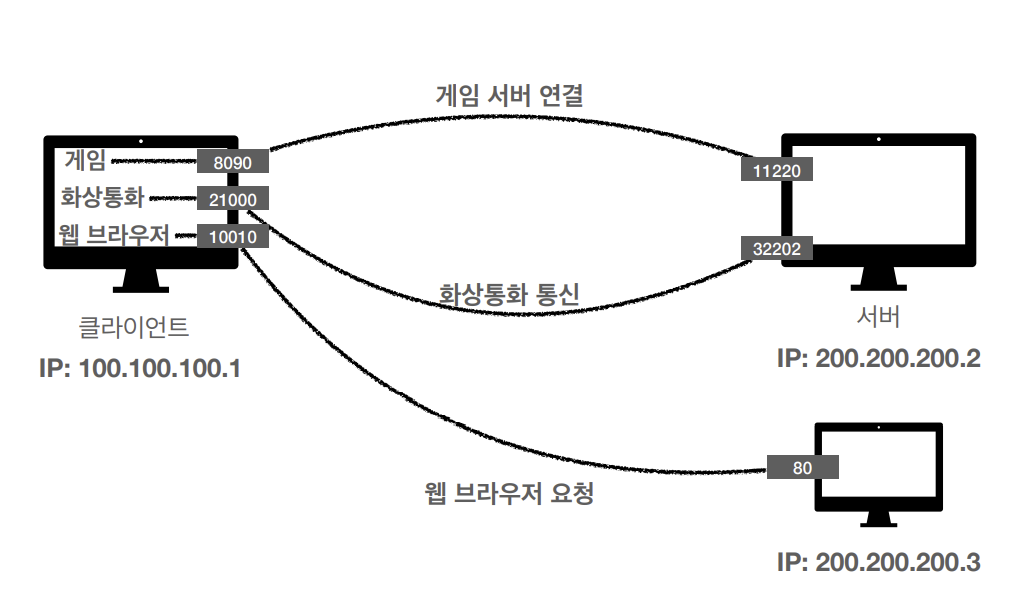 게임 서버 연결
게임
8090
화상통화
21000
웹 브라우저
10010
11220
32202
화상통화 통신
클라이언트
IP: 100.100.100.1
서버
IP: 200.200.200.2
80
웹 브라우저 요청
IP: 200.200.200.3